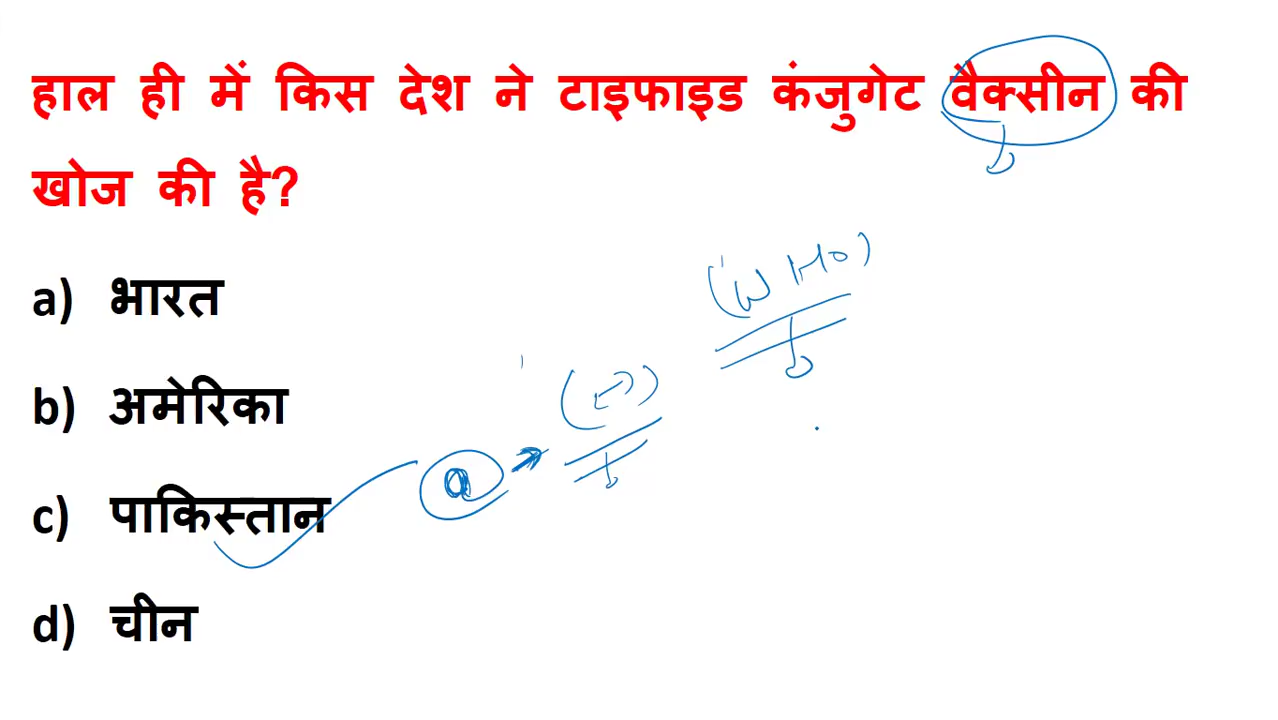 हाल ही में किस देश ने टाइफाइड कंजुगेट वैक्सीन की
खोज की है?
a) भारत
(WHO)
b) अमेरिका
c) पाकिस्तान
d) चीन